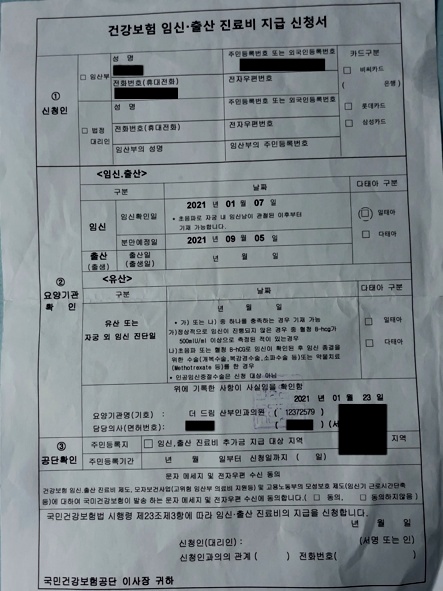 건강보험 임신·출산 진료비 지급 신청서
① 신청인
□ 임산부
성 명
주민등록번호 또는 외국인등록번호
카드구분
전화번호(휴대전화)
전자우편번호
□ 비씨카드
( 은행 )
□ 법정 대리인
성 명
주민등록번호 또는 외국인등록번호
□ 롯데카드
전화번호(휴대전화)
전자우편번호
□ 삼성카드
임산부의 성명
임산부의 주민등록번호
② 요양기관 확 인
<임신.출산>
구분 날짜 다태아 구분
임신
임신확인일
2021 년 01 월 07 일
* 초음파로 자궁 내 임신낭이 관찰된 이후부터
기재 가능합니다.
□ 일태아
분만예정일
2021 년 09 월 05 일
□ 다태아
출산 (출생)
출산일 (출생일)
년 월 일
<유산>
구분 날짜 다태아 구분
유산 또는
자궁 외 임신 진단일
년 월 일
* 가) 또는 나) 중 하나를 충족하는 경우 기재 가능
가)정상적으로 임신이 진행되지 않은 경우 중 혈청 B-hcg가
500mIU/ml 이상으로 측정된 적이 있는경우
나)초음파 또는 혈청 B-hCG로 임신이 확인된 후 임신 종결을
위한 수술(개복수술,복강경수술,소파수술 등)또는 약물치료
(Methotrexate 등)를 한 경우
* 인공임신중절수술은 신청 대상 아님
□ 일태아
□ 다태아
위에 기록한 사항이 사실임을 확인함
2021 년 01 월 23 일
요양기관명(기호) : 더 드림 산부인과의원 ( 12372579 )
담당의사(면허번호): ( ) (서
③ 공단확인
주민등록지 □ 임신,출산 진료비 추가금 지급 대상 지역
지역
주민등록기간 년 월 일부터 신청일까지 ( 일)
문자 메세지 및 전자우편 수신 동의
건강보험 임신,출산 진료비 제도, 모자보건사업(고위험 임산부 의료비 지원등) 및 고용노동부의 모성보호 제도(임신기 근로시간단축
등)에 대하여 국민건강보험이 발송 하는 문자 메세지 및 전자우편 수신에 동의합니다.( □ 동의, □ 동의하지않음)
국민건강보험법 시행령 제23조제3항에 따라 임신·출산 진료비의 지급을 신청합니다.
년 월 일
신청인(대리인) : (서명 또는 인)
신청인과의 관계 ( ) 전화번호( )
국민건강보험공단 이사장 귀하